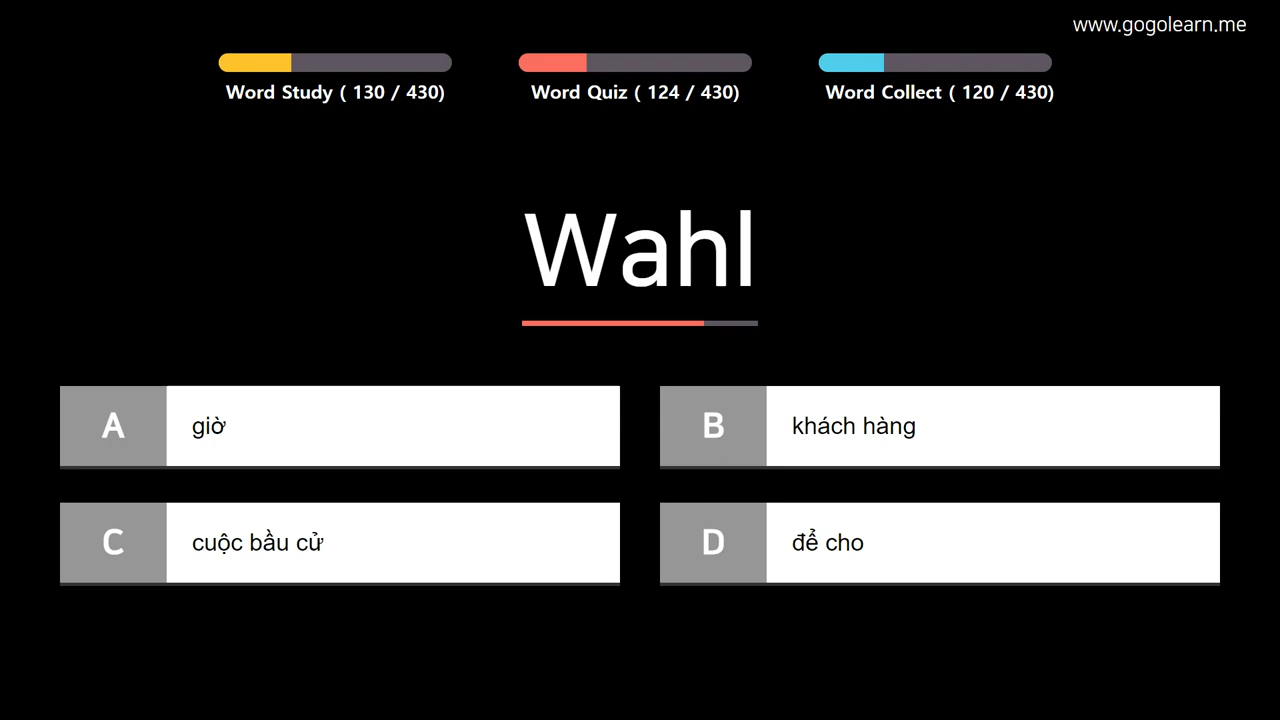 www.gogolearn.me
Word Study ( 130 / 430)
Word Quiz ( 124 / 430)
Word Collect ( 120 / 430)
Wahl
A
giờ
B
khách hàng
C
cuộc bầu cử
D
để cho